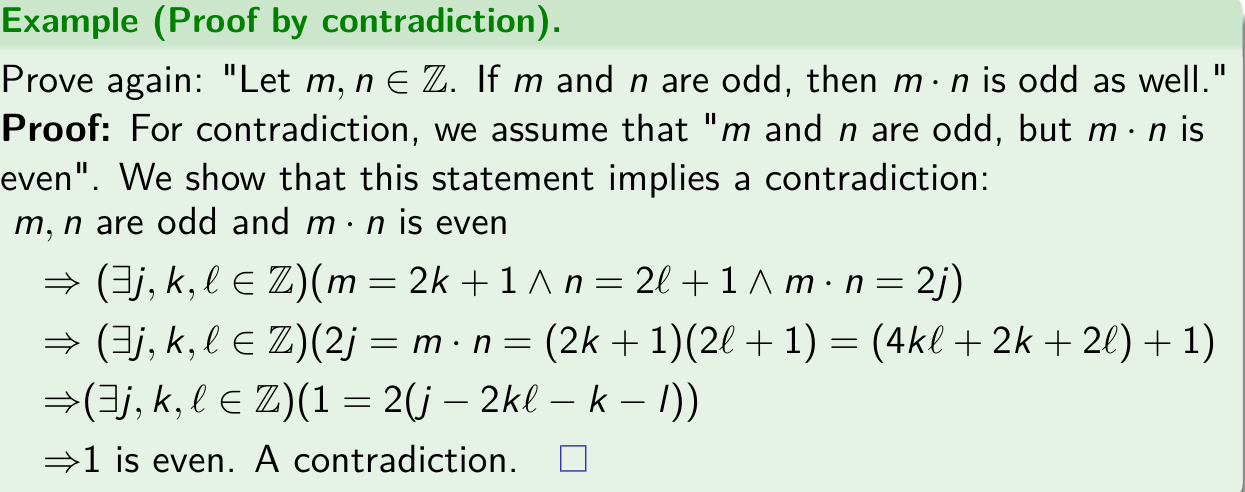 Example (Proof by contradiction).
Prove again: "Let m, n ∈ ℤ. If m and n are odd, then m · n is odd as well."
Proof: For contradiction, we assume that "m and n are odd, but m · n is
even". We show that this statement implies a contradiction:
m, n are odd and m · n is even
⇒ (∃j, k, ℓ ∈ ℤ)(m = 2k + 1 ∧ n = 2ℓ + 1 ∧ m · n = 2j)
⇒ (∃j, k, ℓ ∈ ℤ)(2j = m · n = (2k + 1)(2ℓ + 1) = (4kℓ + 2k + 2ℓ) + 1)
⇒(∃j, k, ℓ ∈ ℤ)(1 = 2(j − 2kℓ − k − l))
⇒1 is even. A contradiction. □